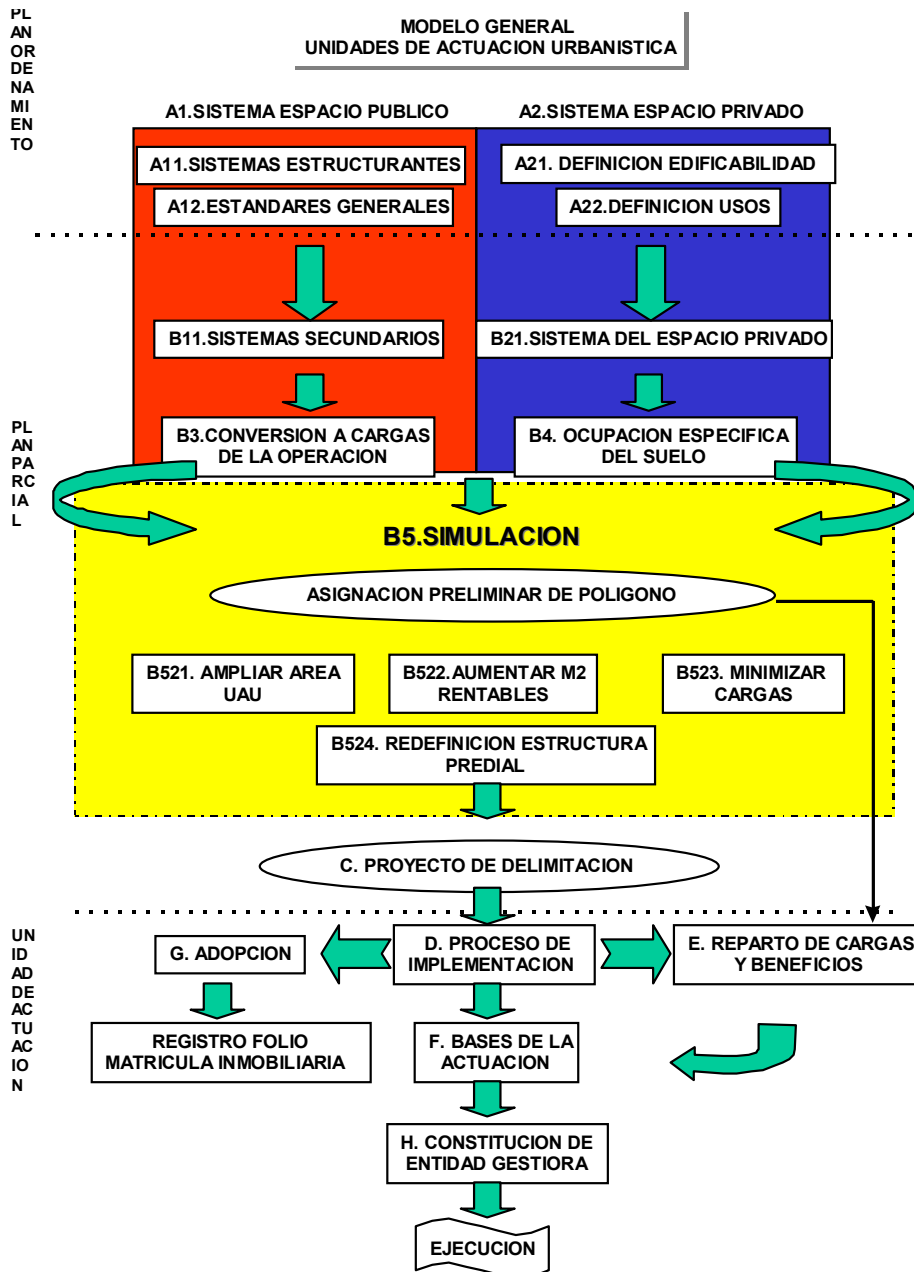 PL
AN
OR
DE
NA
MI
EN
TO
MODELO GENERAL
UNIDADES DE ACTUACION URBANISTICA
A1.SISTEMA ESPACIO PUBLICO
A2.SISTEMA ESPACIO PRIVADO
A11.SISTEMAS ESTRUCTURANTES
A21. DEFINICION EDIFICABILIDAD
A12.ESTANDARES GENERALES
A22.DEFINICION USOS
B11.SISTEMAS SECUNDARIOS
B21.SISTEMA DEL ESPACIO PRIVADO
PL
AN
PA
RC
IA
L
B3.CONVERSION A CARGAS
DE LA OPERACION
B4. OCUPACION ESPECIFICA
DEL SUELO
B5.SIMULACION
ASIGNACION PRELIMINAR DE POLIGONO
B521. AMPLIAR AREA
UAU
B522.AUMENTAR M2
RENTABLES
B523. MINIMIZAR
CARGAS
B524. REDEFINICION ESTRUCTURA
PREDIAL
C. PROYECTO DE DELIMITACION
UN
ID
AD
DE
AC
TU
AC
IO
N
G. ADOPCION
D. PROCESO DE
IMPLEMENTACION
E. REPARTO DE CARGAS
Y BENEFICIOS
REGISTRO FOLIO
MATRICULA INMOBILIARIA
F. BASES DE LA
ACTUACION
H. CONSTITUCION DE
ENTIDAD GESTIORA
EJECUCION